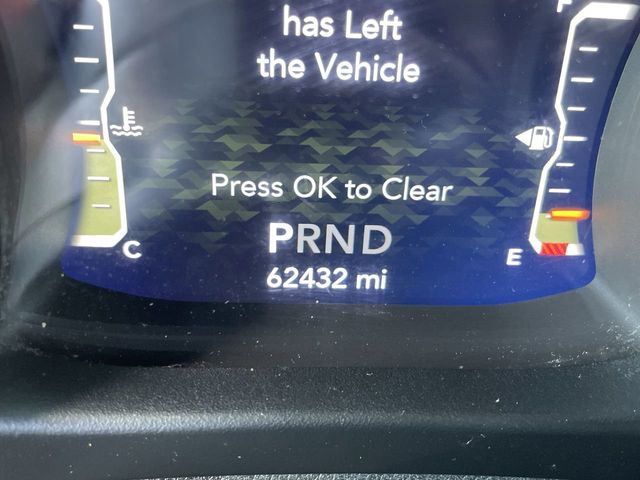 has Left
the Vehicle
F
Press OK to Clear
PRND
C
E
62432 mi